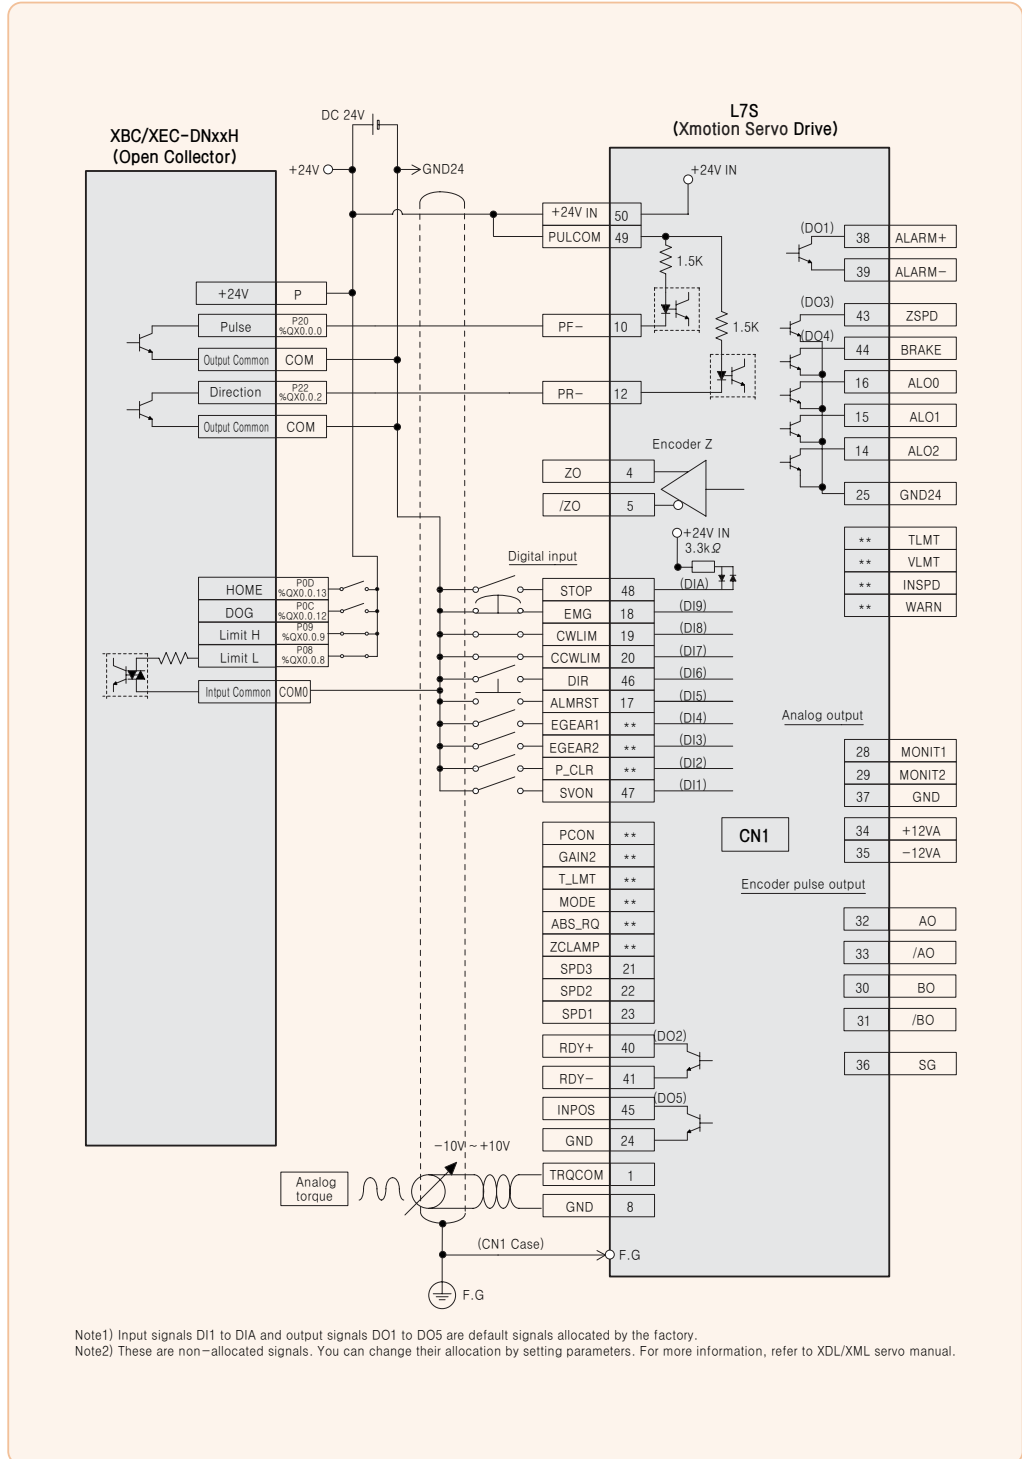 DC 24V
XBC/XEC-DNxxH
(Open Collector)
L7S
(Xmotion Servo Drive)
+24V
GND24
+24V IN
+24V IN 50
PULCOM 49
1.5K
1.5K
(DO1)
38 ALARM+
39 ALARM-
(DO3)
43 ZSPD
(DO4)
44 BRAKE
16 ALO0
15 ALO1
14 ALO2
25 GND24
+24V P
Pulse P20 %QX0.0.0
Output Common COM
Direction P22 %QX0.0.2
Output Common COM
PF- 10
PR- 12
Encoder Z
ZO 4
/ZO 5
+24V IN
3.3kΩ
** TLMT
** VLMT
** INSPD
** WARN
Digital input
HOME P0D %QX0.0.13
DOG P0C %QX0.0.12
Limit H P09 %QX0.0.9
Limit L P08 %QX0.0.8
Intput Common COM0
STOP 48 (DIA)
EMG 18 (DI9)
CWLIM 19 (DI8)
CCWLIM 20 (DI7)
DIR 46 (DI6)
ALMRST 17 (DI5)
EGEAR1 ** (DI4)
EGEAR2 ** (DI3)
P_CLR ** (DI2)
SVON 47 (DI1)
Analog output
28 MONIT1
29 MONIT2
37 GND
34 +12VA
35 -12VA
CN1
PCON **
GAIN2 **
T_LMT **
MODE **
ABS_RQ **
ZCLAMP **
SPD3 21
SPD2 22
SPD1 23
Encoder pulse output
32 AO
33 /AO
30 BO
31 /BO
36 SG
RDY+ 40 (DO2)
RDY- 41
INPOS 45 (DO5)
GND 24
-10V ~ +10V
Analog
torque
TRQCOM 1
GND 8
(CN1 Case)
F.G
F.G
Note1) Input signals DI1 to DIA and output signals DO1 to DO5 are default signals allocated by the factory.
Note2) These are non-allocated signals. You can change their allocation by setting parameters. For more information, refer to XDL/XML servo manual.